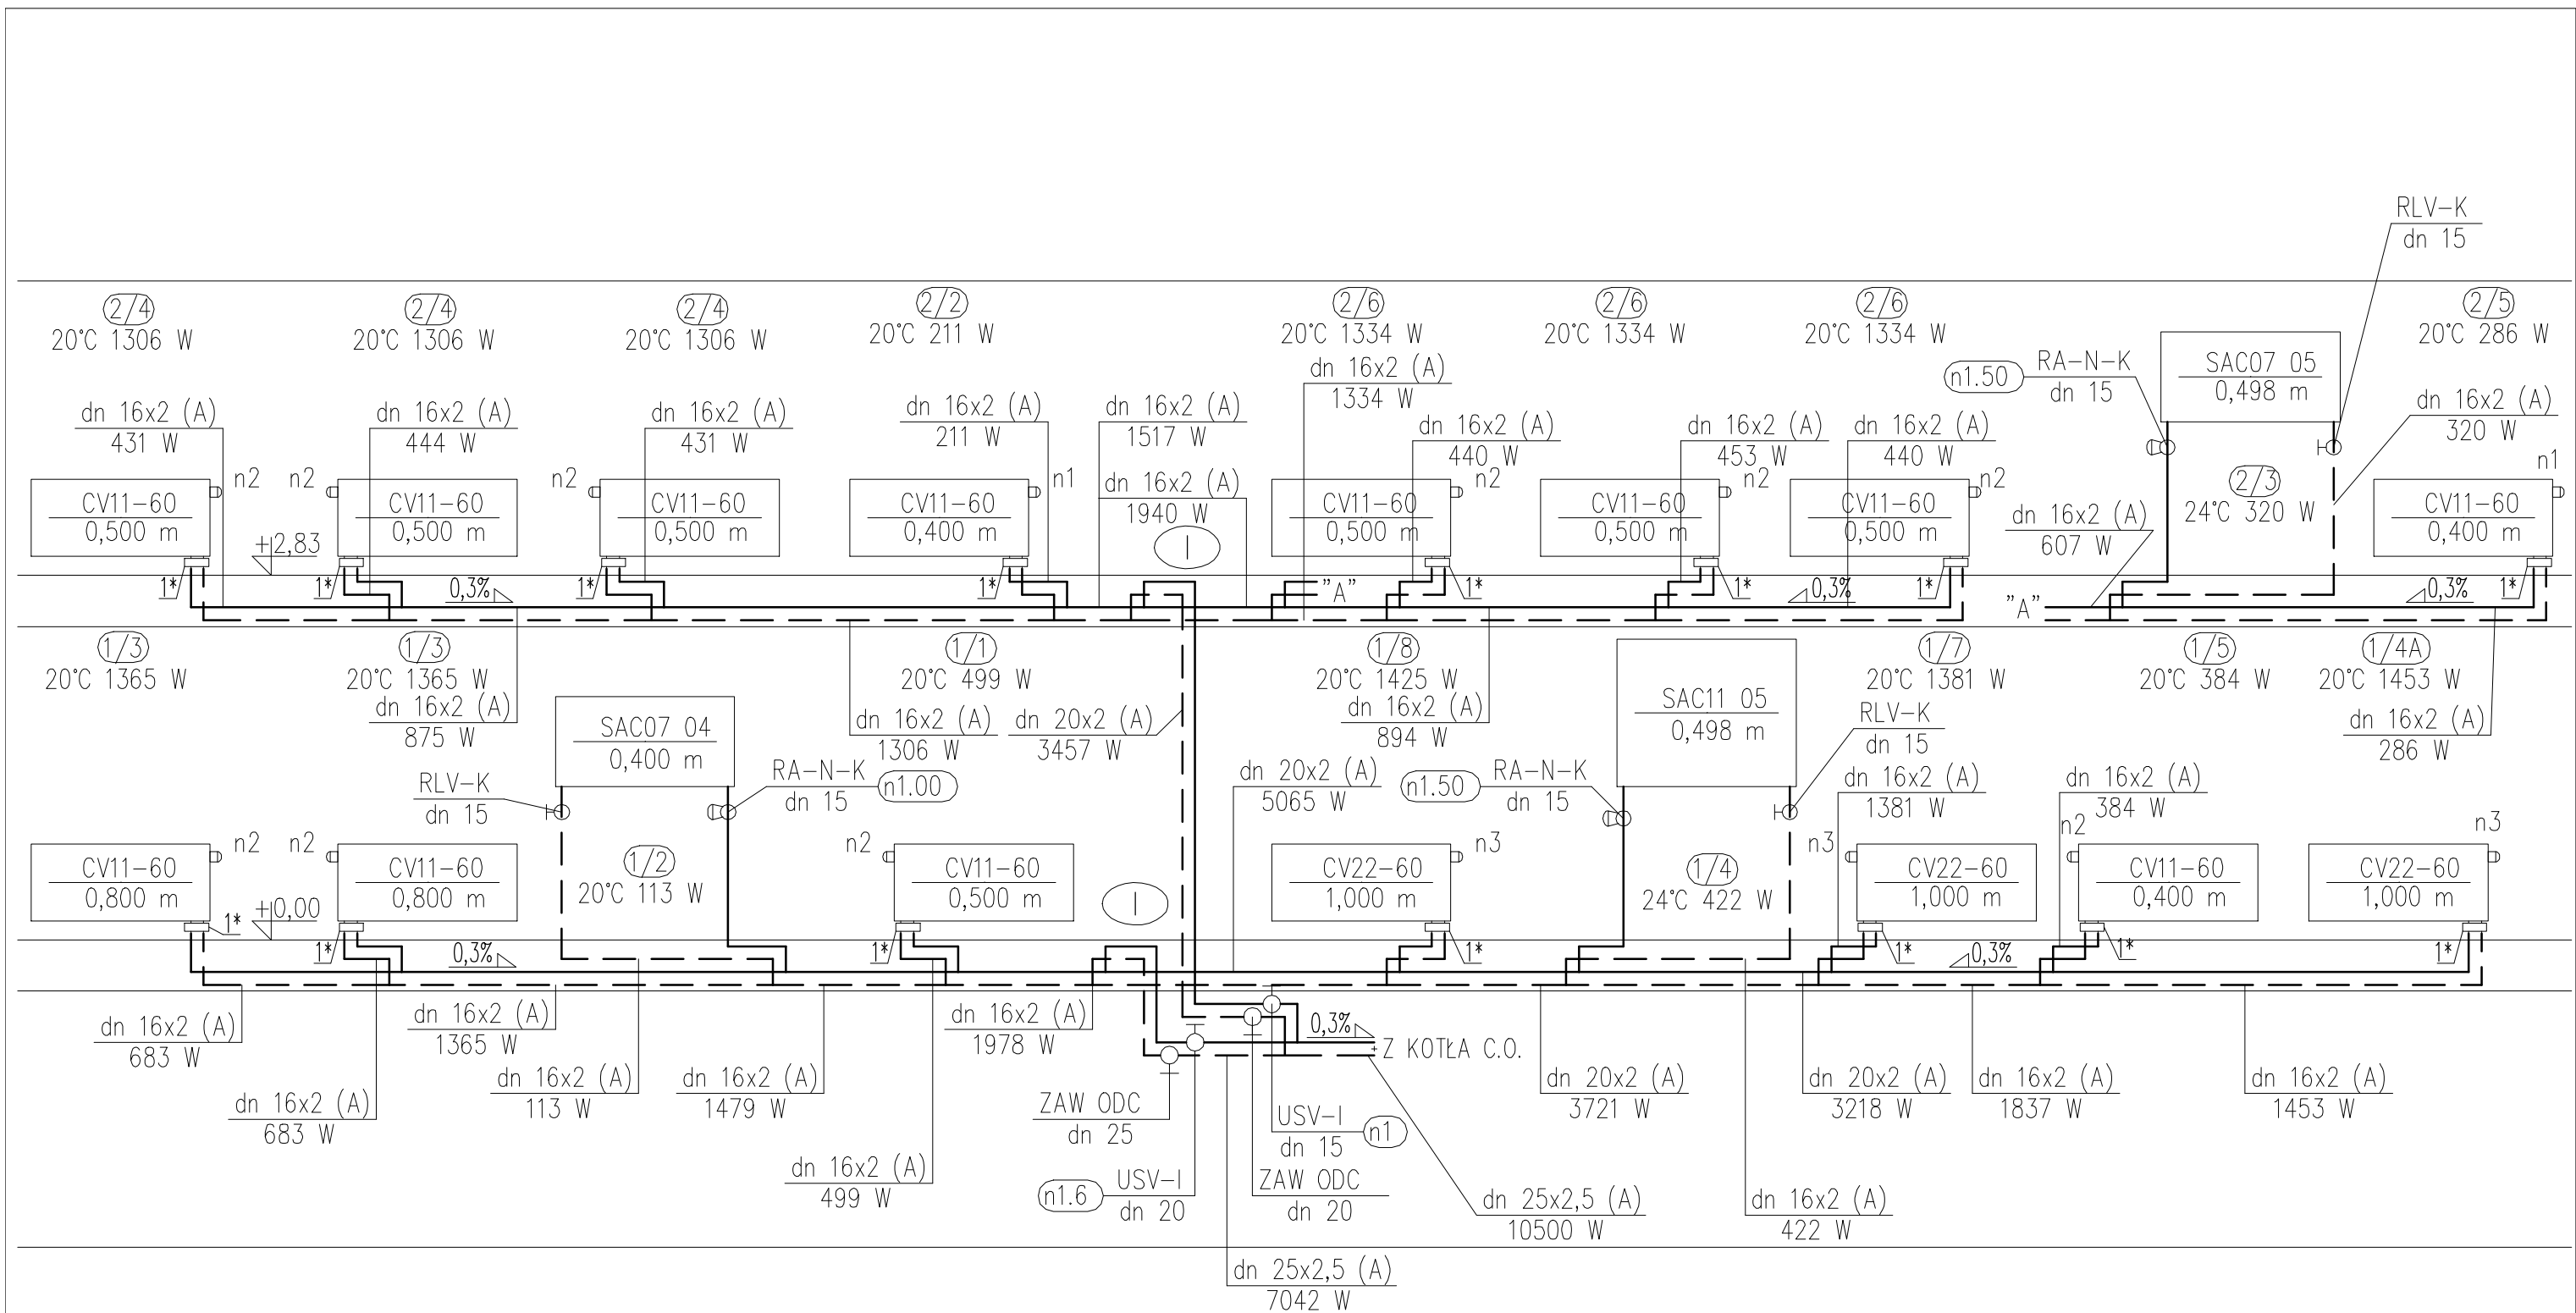 RLV-K
dn 15
2/4
20°C 1306 W
2/4
20°C 1306 W
2/4
20°C 1306 W
2/2
20°C 211 W
2/6
20°C 1334 W
2/6
20°C 1334 W
2/6
20°C 1334 W
2/5
20°C 286 W
dn 16x2 (A)
1334 W
n1.50
RA-N-K
dn 15
SAC07 05
0,498 m
dn 16x2 (A)
431 W
dn 16x2 (A)
444 W
dn 16x2 (A)
431 W
dn 16x2 (A)
211 W
dn 16x2 (A)
1517 W
dn 16x2 (A)
440 W
dn 16x2 (A)
453 W
dn 16x2 (A)
440 W
dn 16x2 (A)
320 W
n2
n2
n2
n1
dn 16x2 (A)
1940 W
n2
n2
n2
2/3
24°C 320 W
n1
CV11-60
0,500 m
CV11-60
0,500 m
CV11-60
0,500 m
CV11-60
0,400 m
CV11-60
0,500 m
CV11-60
0,500 m
CV11-60
0,500 m
dn 16x2 (A)
607 W
CV11-60
0,400 m
+2,83
I
1*
1*
0,3%
1*
1*
"A"
1*
1*
0,3%
1*
"A"
0,3%
1*
1/3
20°C 1365 W
1/3
20°C 1365 W
1/1
20°C 499 W
1/8
20°C 1425 W
1/7
20°C 1381 W
1/5
20°C 384 W
1/4A
20°C 1453 W
dn 16x2 (A)
875 W
SAC07 04
0,400 m
dn 16x2 (A)
1306 W
dn 20x2 (A)
3457 W
dn 16x2 (A)
894 W
SAC11 05
0,498 m
RLV-K
dn 15
dn 16x2 (A)
286 W
RLV-K
dn 15
RA-N-K
dn 15
n1.00
dn 20x2 (A)
5065 W
n1.50
RA-N-K
dn 15
dn 16x2 (A)
1381 W
dn 16x2 (A)
384 W
n2
n2
n2
n3
n3
n2
n3
CV11-60
0,800 m
CV11-60
0,800 m
1/2
20°C 113 W
CV11-60
0,500 m
I
CV22-60
1,000 m
1/4
24°C 422 W
CV22-60
1,000 m
CV11-60
0,400 m
CV22-60
1,000 m
1*
+0,00
1*
0,3%
1*
1*
1*
0,3%
1*
1*
dn 16x2 (A)
683 W
dn 16x2 (A)
1365 W
dn 16x2 (A)
1978 W
0,3%
Z KOTŁA C.O.
dn 16x2 (A)
683 W
dn 16x2 (A)
113 W
dn 16x2 (A)
1479 W
ZAW ODC
dn 25
USV-I
dn 15
n1
dn 20x2 (A)
3721 W
dn 20x2 (A)
3218 W
dn 16x2 (A)
1837 W
dn 16x2 (A)
1453 W
dn 16x2 (A)
499 W
n1.6
USV-I
dn 20
ZAW ODC
dn 20
dn 25x2,5 (A)
10500 W
dn 16x2 (A)
422 W
dn 25x2,5 (A)
7042 W